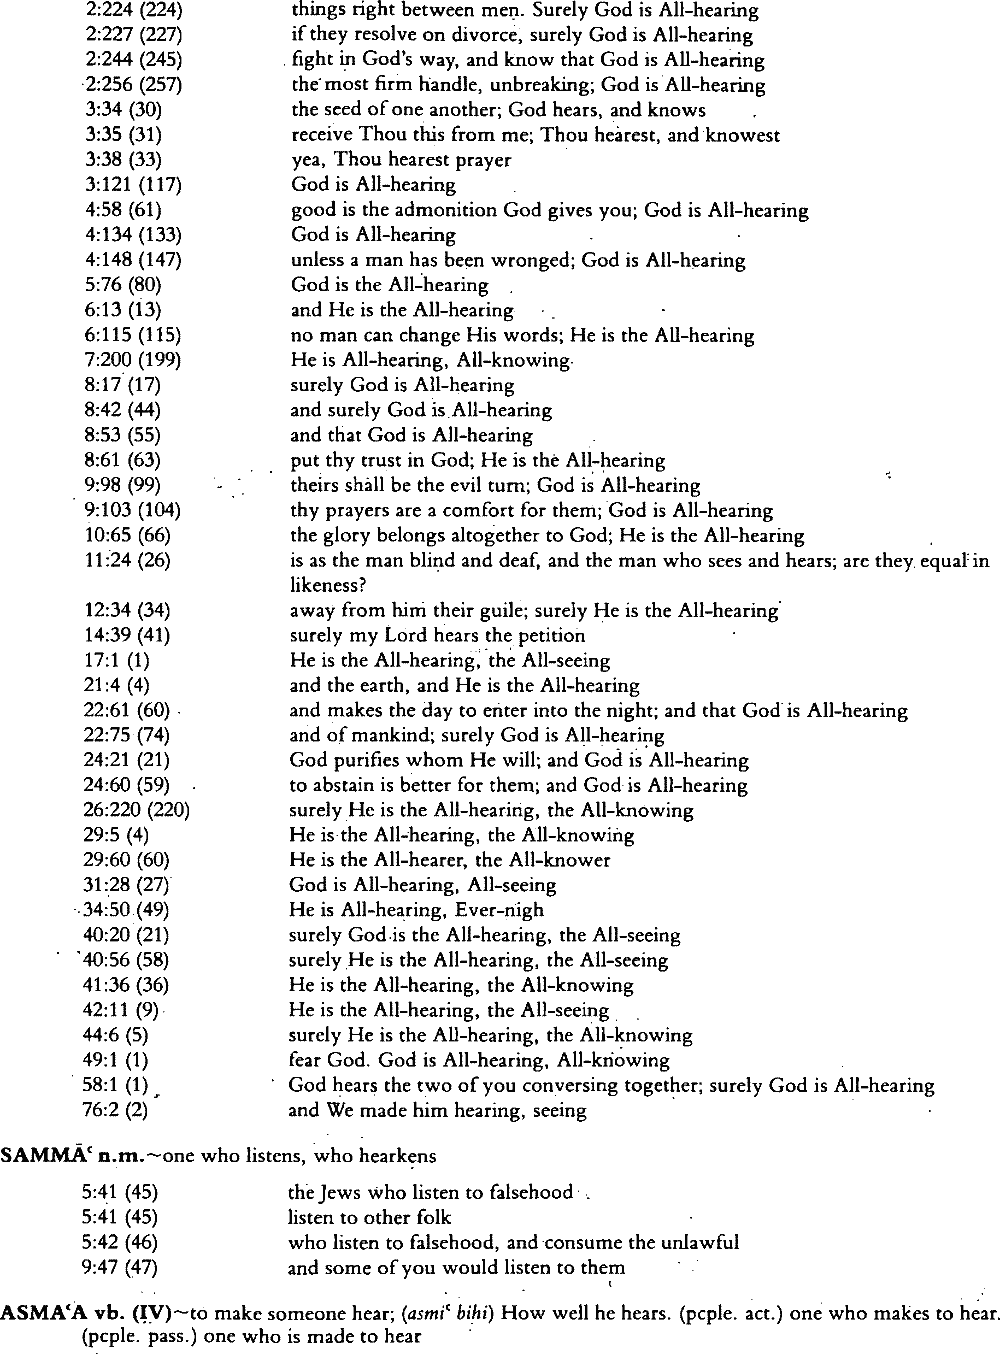 2:224 (224) things right between men. Surely God is All-hearing
2:227 (227) if they resolve on divorce, surely God is All-hearing
2:244 (245) fight in God's way, and know that God is All-hearing
2:256 (257) the most firm handle, unbreaking; God is All-hearing
3:34 (30) the seed of one another; God hears, and knows
3:35 (31) receive Thou this from me; Thou hearest, and knowest
3:38 (33) yea, Thou hearest prayer
3:121 (117) God is All-hearing
4:58 (61) good is the admonition God gives you; God is All-hearing
4:134 (133) God is All-hearing
4:148 (147) unless a man has been wronged; God is All-hearing
5:76 (80) God is the All-hearing
6:13 (13) and He is the All-hearing
6:115 (115) no man can change His words; He is the All-hearing
7:200 (199) He is All-hearing, All-knowing
8:17 (17) surely God is All-hearing
8:42 (44) and surely God is All-hearing
8:53 (55) and that God is All-hearing
8:61 (63) put thy trust in God; He is the All-hearing
9:98 (99) theirs shall be the evil turn; God is All-hearing
9:103 (104) thy prayers are a comfort for them; God is All-hearing
10:65 (66) the glory belongs altogether to God; He is the All-hearing
11:24 (26) is as the man blind and deaf, and the man who sees and hears; are they equal in
likeness?
12:34 (34) away from him their guile; surely He is the All-hearing
14:39 (41) surely my Lord hears the petition
17:1 (1) He is the All-hearing, the All-seeing
21:4 (4) and the earth, and He is the All-hearing
22:61 (60) and makes the day to enter into the night; and that God is All-hearing
22:75 (74) and of mankind; surely God is All-hearing
24:21 (21) God purifies whom He will; and God is All-hearing
24:60 (59) to abstain is better for them; and God is All-hearing
26:220 (220) surely He is the All-hearing, the All-knowing
29:5 (4) He is the All-hearing, the All-knowing
29:60 (60) He is the All-hearer, the All-knower
31:28 (27) God is All-hearing, All-seeing
34:50 (49) He is All-hearing, Ever-nigh
40:20 (21) surely God is the All-hearing, the All-seeing
40:56 (58) surely He is the All-hearing, the All-seeing
41:36 (36) He is the All-hearing, the All-knowing
42:11 (9) He is the All-hearing, the All-seeing
44:6 (5) surely He is the All-hearing, the All-knowing
49:1 (1) fear God. God is All-hearing, All-knowing
58:1 (1) God hears the two of you conversing together; surely God is All-hearing
76:2 (2) and We made him hearing, seeing
SAMMĀʿ n.m.~one who listens, who hearkens
5:41 (45) the Jews who listen to falsehood
5:41 (45) listen to other folk
5:42 (46) who listen to falsehood, and consume the unlawful
9:47 (47) and some of you would listen to them
ASMAʿA vb. (IV)~to make someone hear; (asmiʿ bihi) How well he hears. (pcple. act.) one who makes to hear.
(pcple. pass.) one who is made to hear